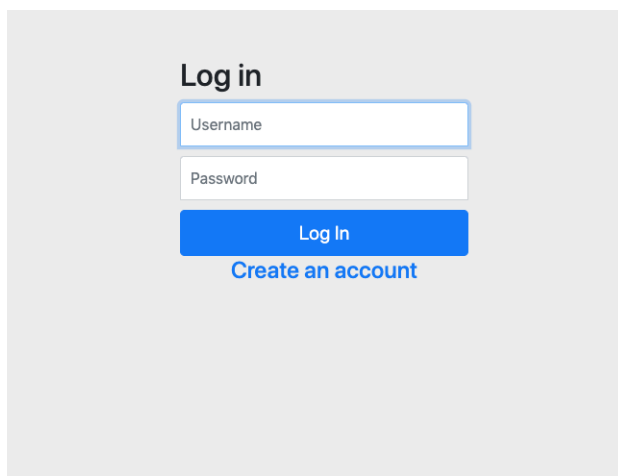 Log in
Username
Password
Log In
Create an account